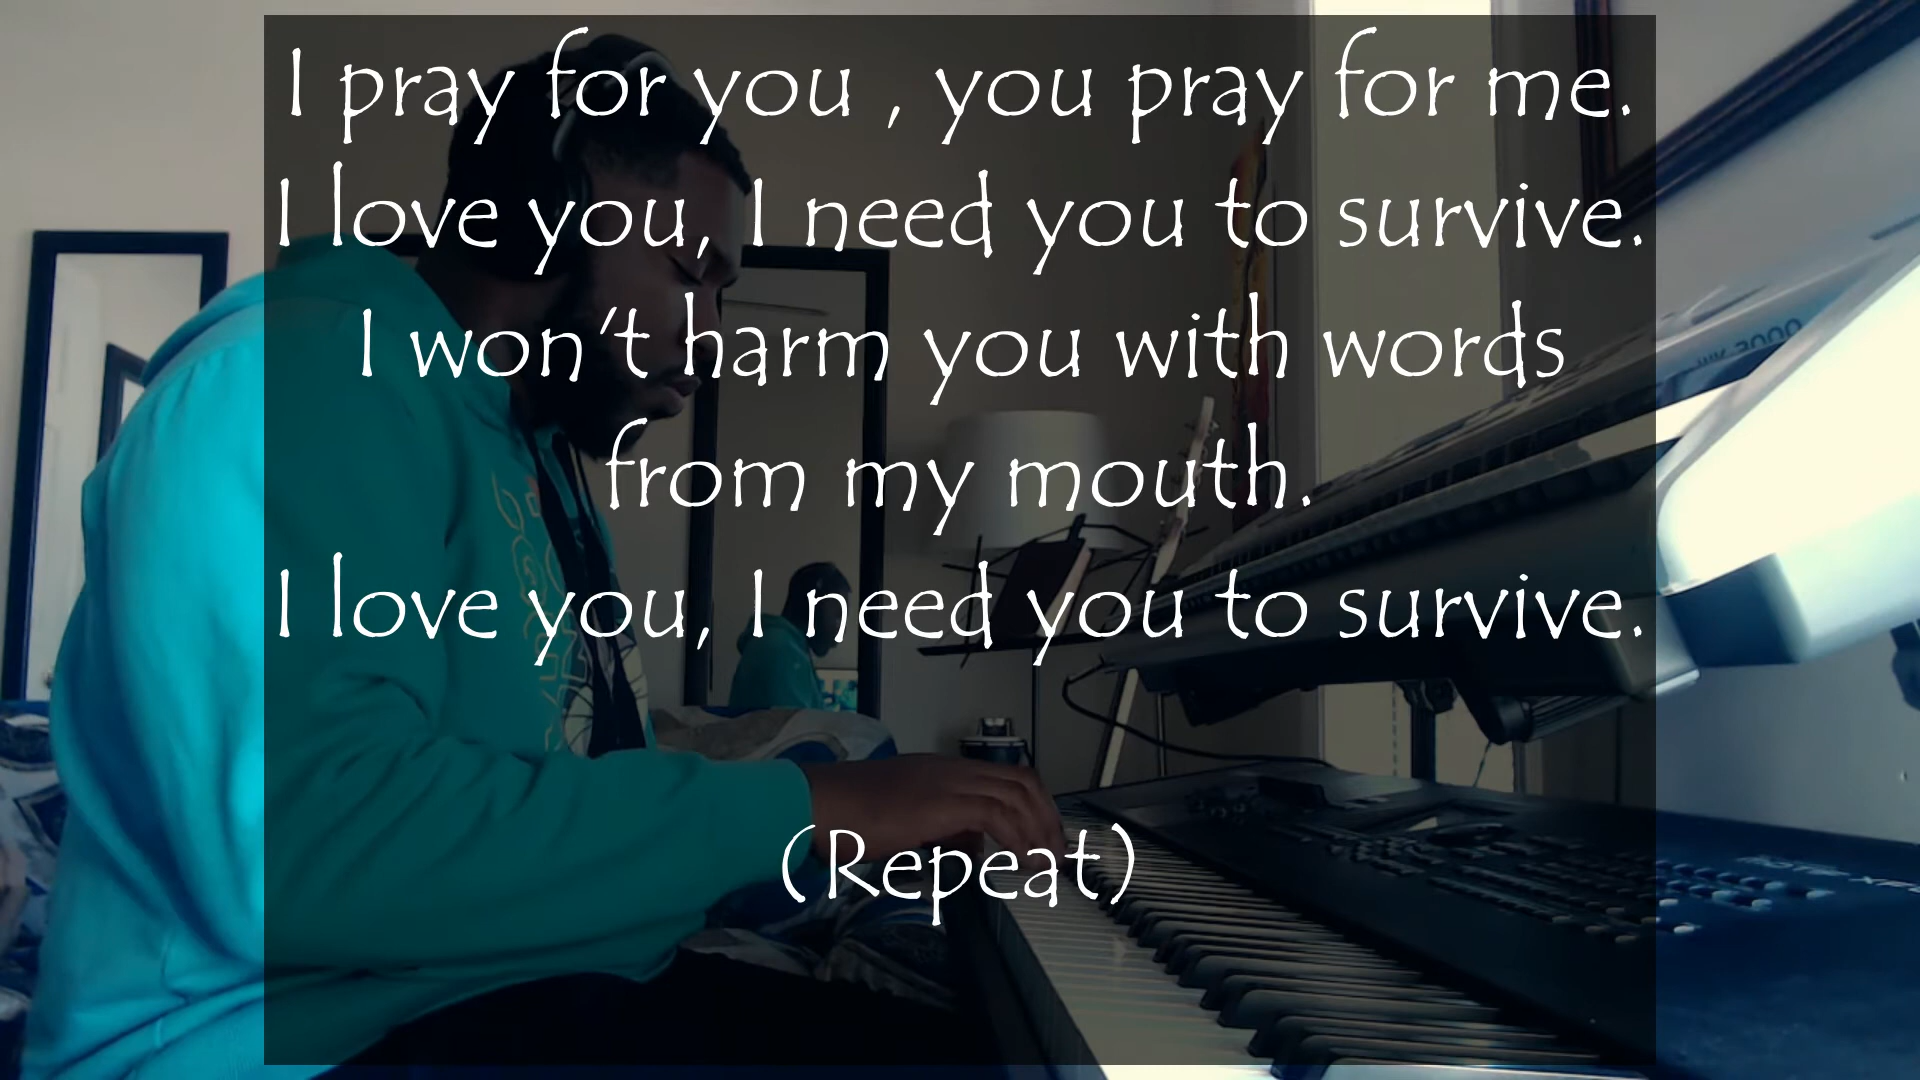 I pray for you , you pray for me.
I love you, I need you to survive.
I won't harm you with words
from my mouth.
I love you, I need you to survive.
(Repeat)